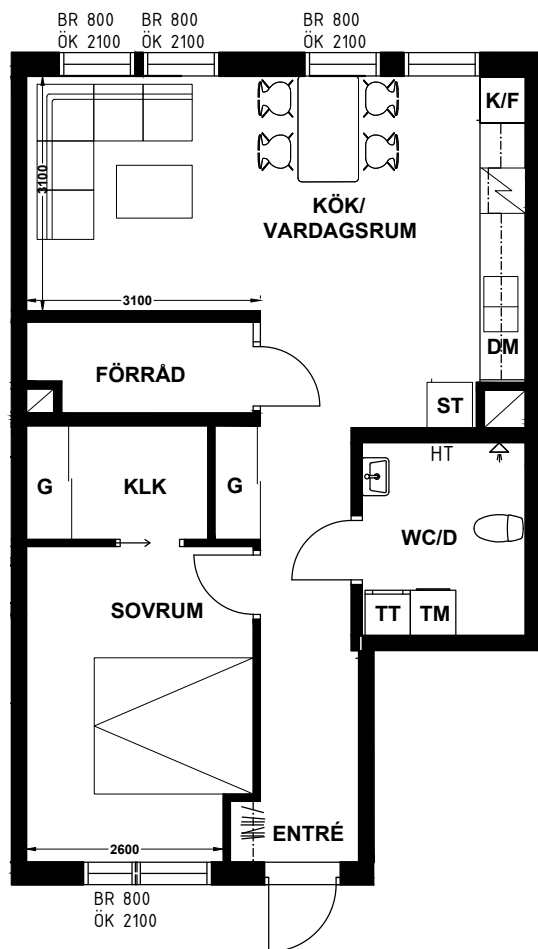 BR 800
ÖK 2100
BR 800
ÖK 2100
BR 800
ÖK 2100
K/F
3100
KÖK/
VARDAGSRUM
3100
DM
FÖRRÅD
ST
HT
G
KLK
G
WC/D
SOVRUM
TT
TM
ENTRÉ
2600
BR 800
ÖK 2100